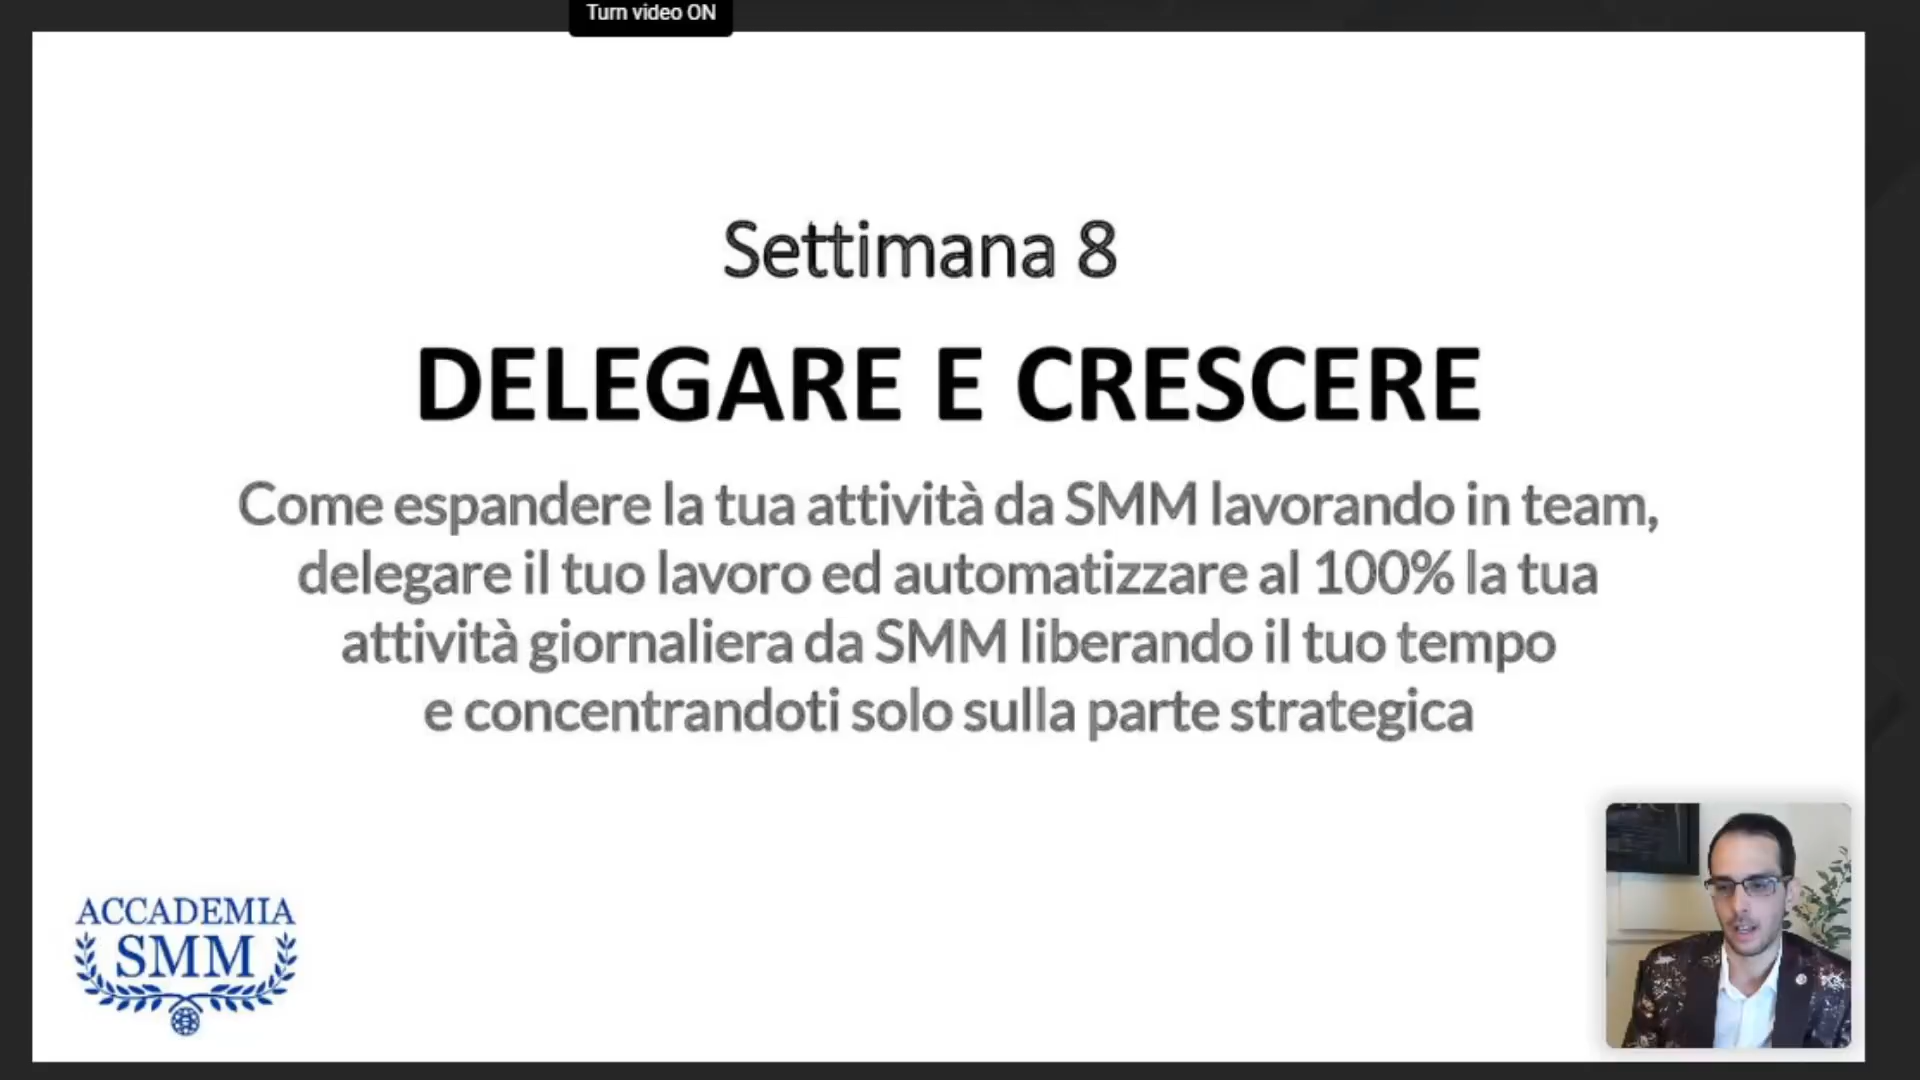 Turn video ON
Settimana 8
DELEGARE E CRESCERE
Come espandere la tua attività da SMM lavorando in team,
delegare il tuo lavoro ed automatizzare al 100% la tua
attività giornaliera da SMM liberando il tuo tempo
e concentrandoti solo sulla parte strategica
ACCADEMIA
SMM